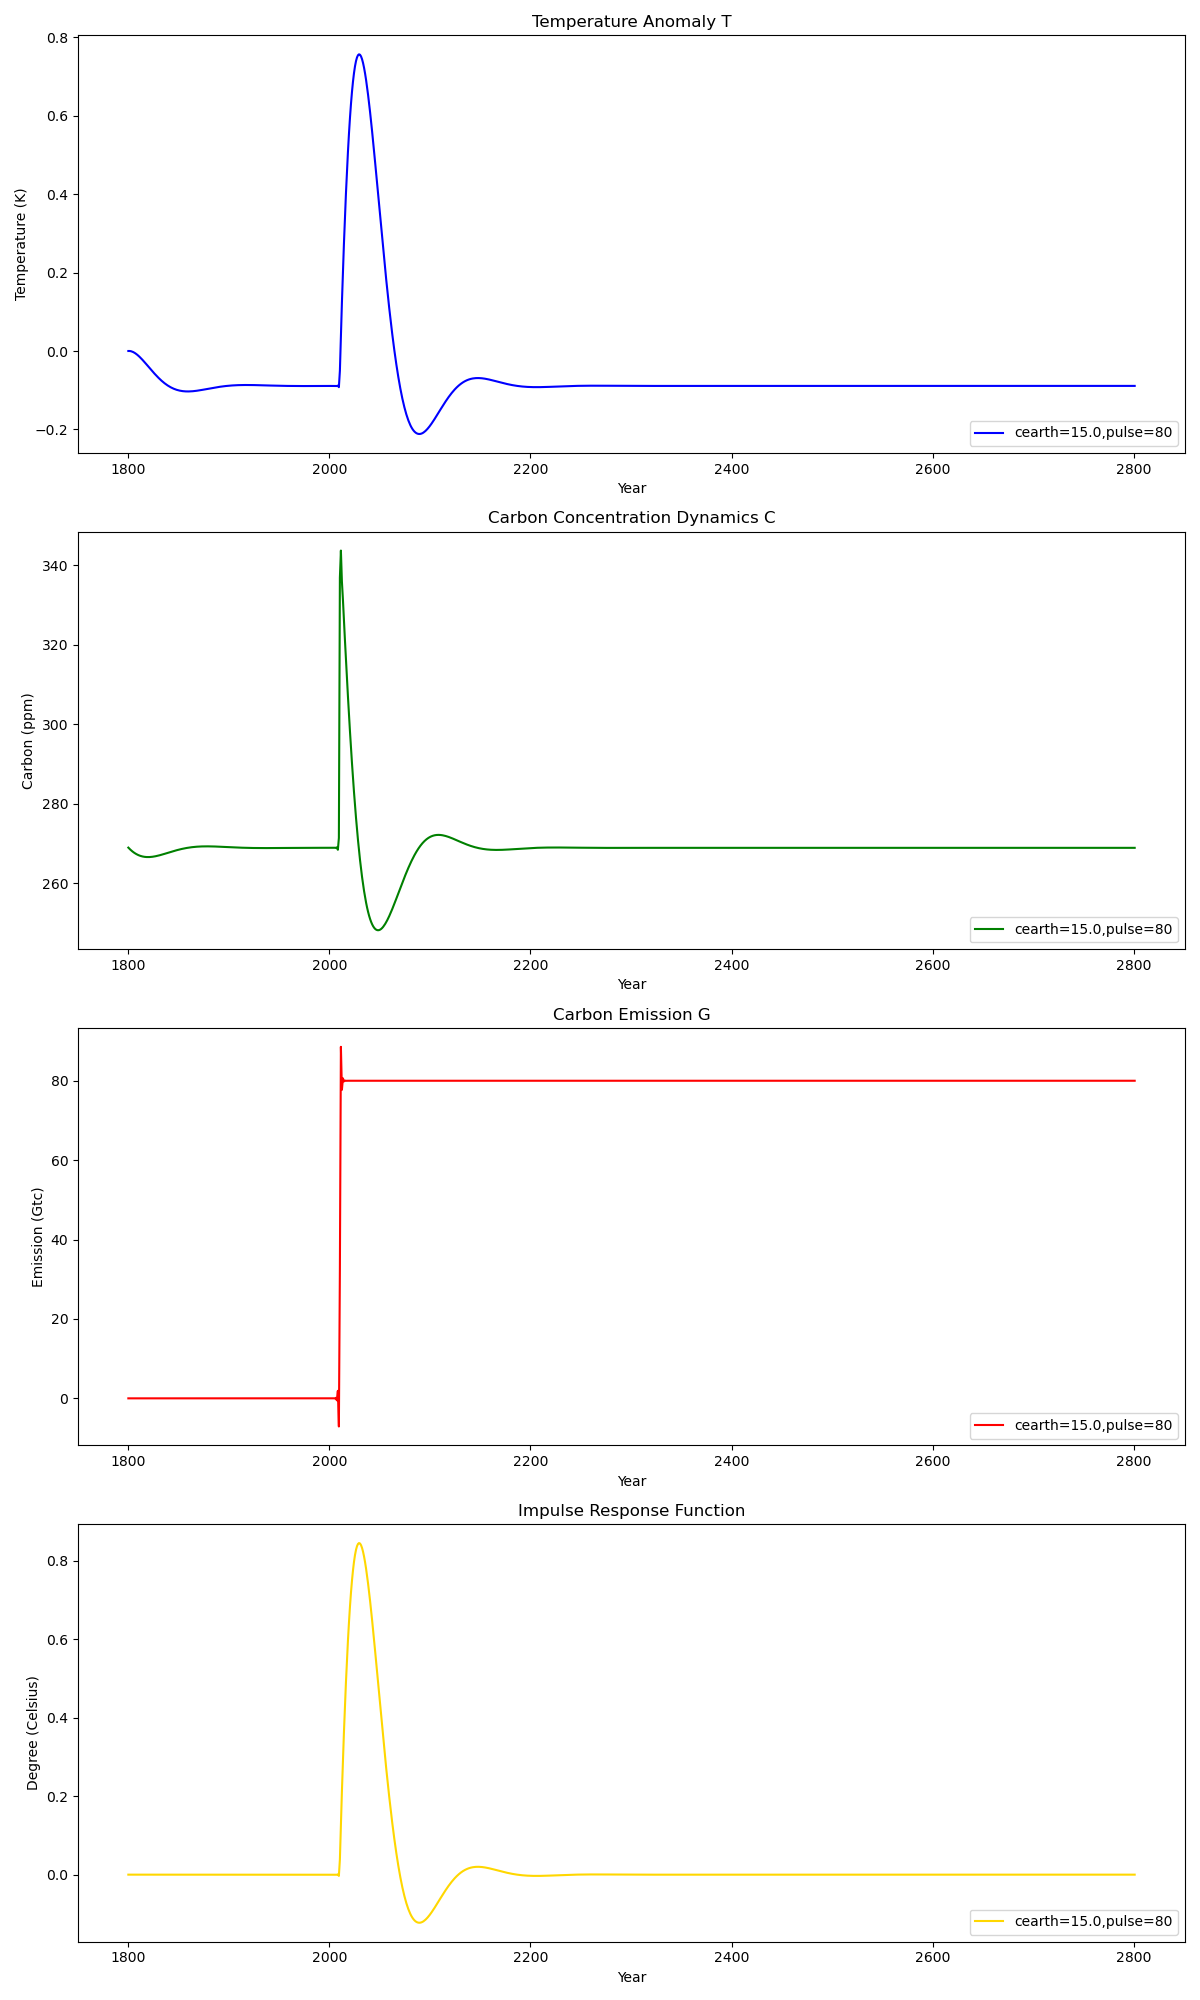 Temperature Anomaly T
0.8
0.6
0.4
0.2
0.0
−0.2
Temperature (K)
cearth=15.0,pulse=80
1800 2000 2200 2400 2600 2800
Year
Carbon Concentration Dynamics C
340
320
300
280
260
Carbon (ppm)
cearth=15.0,pulse=80
1800 2000 2200 2400 2600 2800
Year
Carbon Emission G
80
60
40
20
0
Emission (Gtc)
cearth=15.0,pulse=80
1800 2000 2200 2400 2600 2800
Year
Impulse Response Function
0.8
0.6
0.4
0.2
0.0
Degree (Celsius)
cearth=15.0,pulse=80
1800 2000 2200 2400 2600 2800
Year